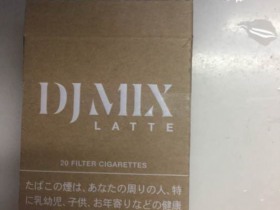 DJ MIX
LATTE
20 FILTER CIGARETTES
たばこの煙は、あなたの周りの人、特
に乳幼児、子供、お年寄りなどの健康